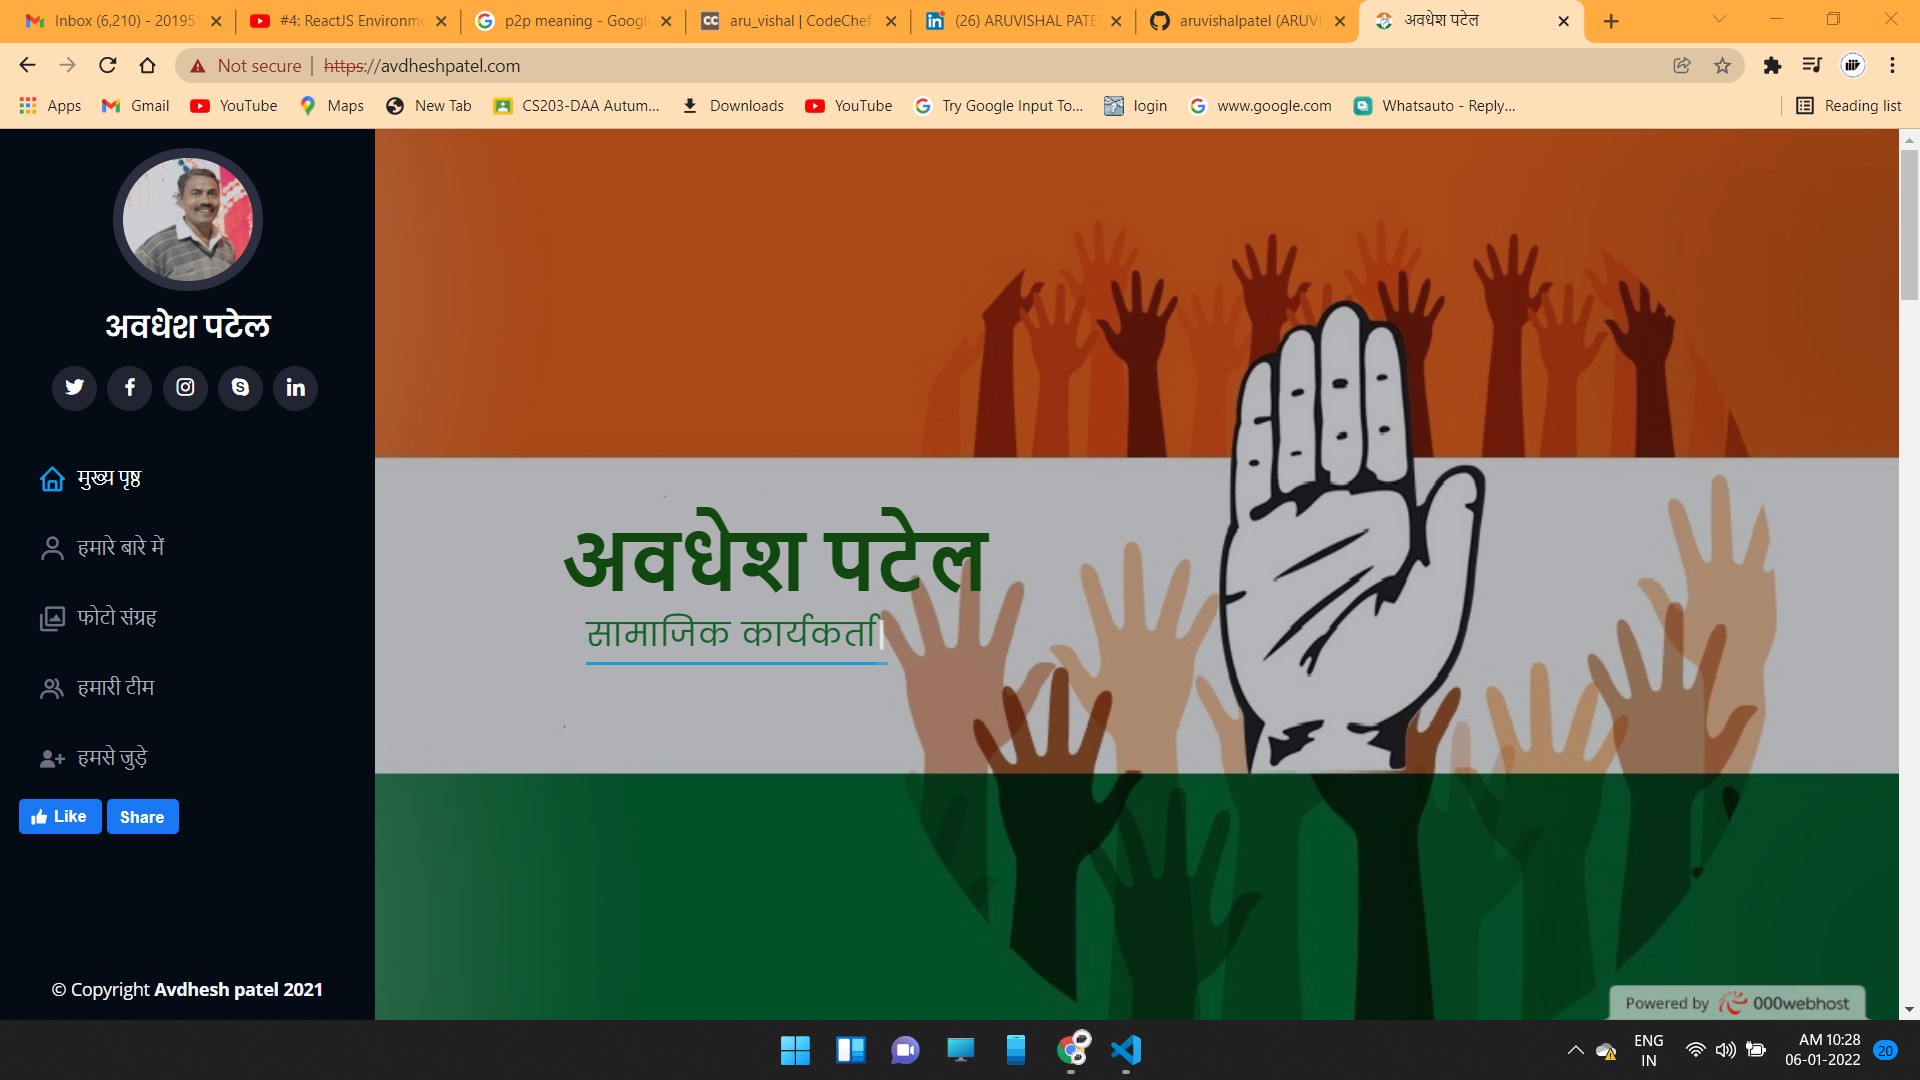 Inbox (6,210) - 20195
#4: ReactJS Environme
p2p meaning - Googl
CC aru_vishal | CodeChef
(26) ARUVISHAL PATE
aruvishalpatel (ARUVI
अवधेश पटेल
Not secure | https://avdheshpatel.com
Apps
Gmail
YouTube
Maps
New Tab
CS203-DAA Autum...
Downloads
YouTube
Try Google Input To...
login
www.google.com
Whatsauto - Reply...
Reading list
अवधेश पटेल
मुख्य पृष्ठ
हमारे बारे में
फोटो संग्रह
हमारी टीम
हमसे जुड़े
Like
Share
© Copyright Avdhesh patel 2021
अवधेश पटेल
सामाजिक कार्यकर्ता
Powered by 000webhost
ENG
IN
AM 10:28
06-01-2022
20